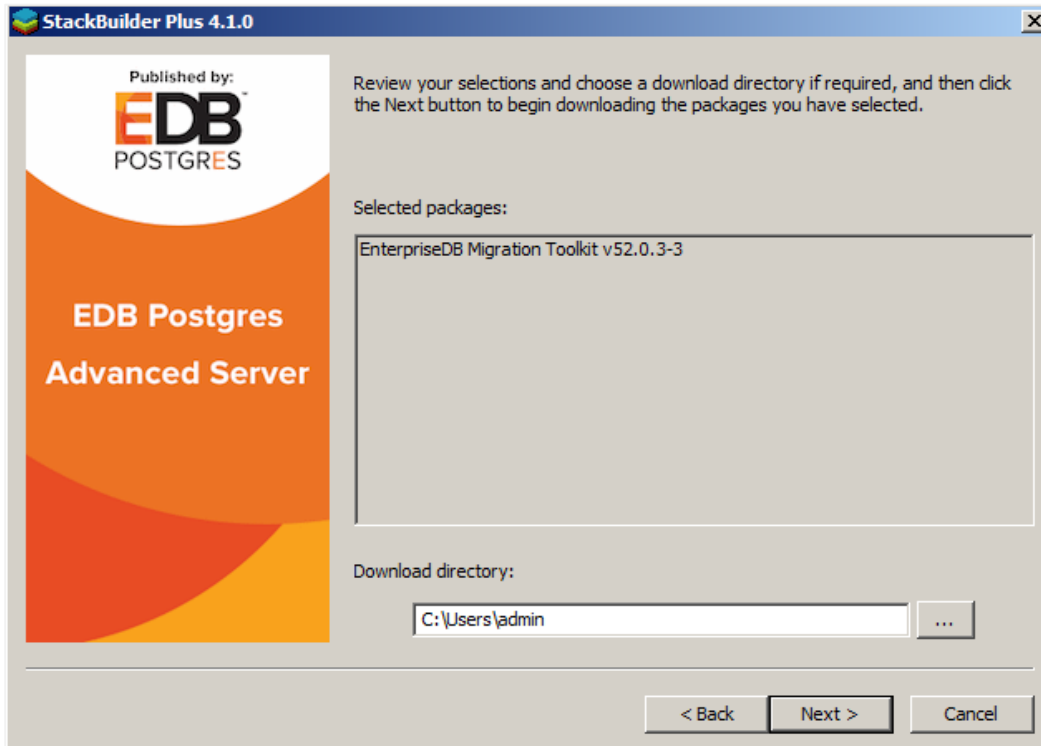 StackBuilder Plus 4.1.0
Published by:
EDB™
POSTGRES
EDB Postgres
Advanced Server
Review your selections and choose a download directory if required, and then click
the Next button to begin downloading the packages you have selected.
Selected packages:
EnterpriseDB Migration Toolkit v52.0.3-3
Download directory:
C:\Users\admin
...
< Back
Next >
Cancel